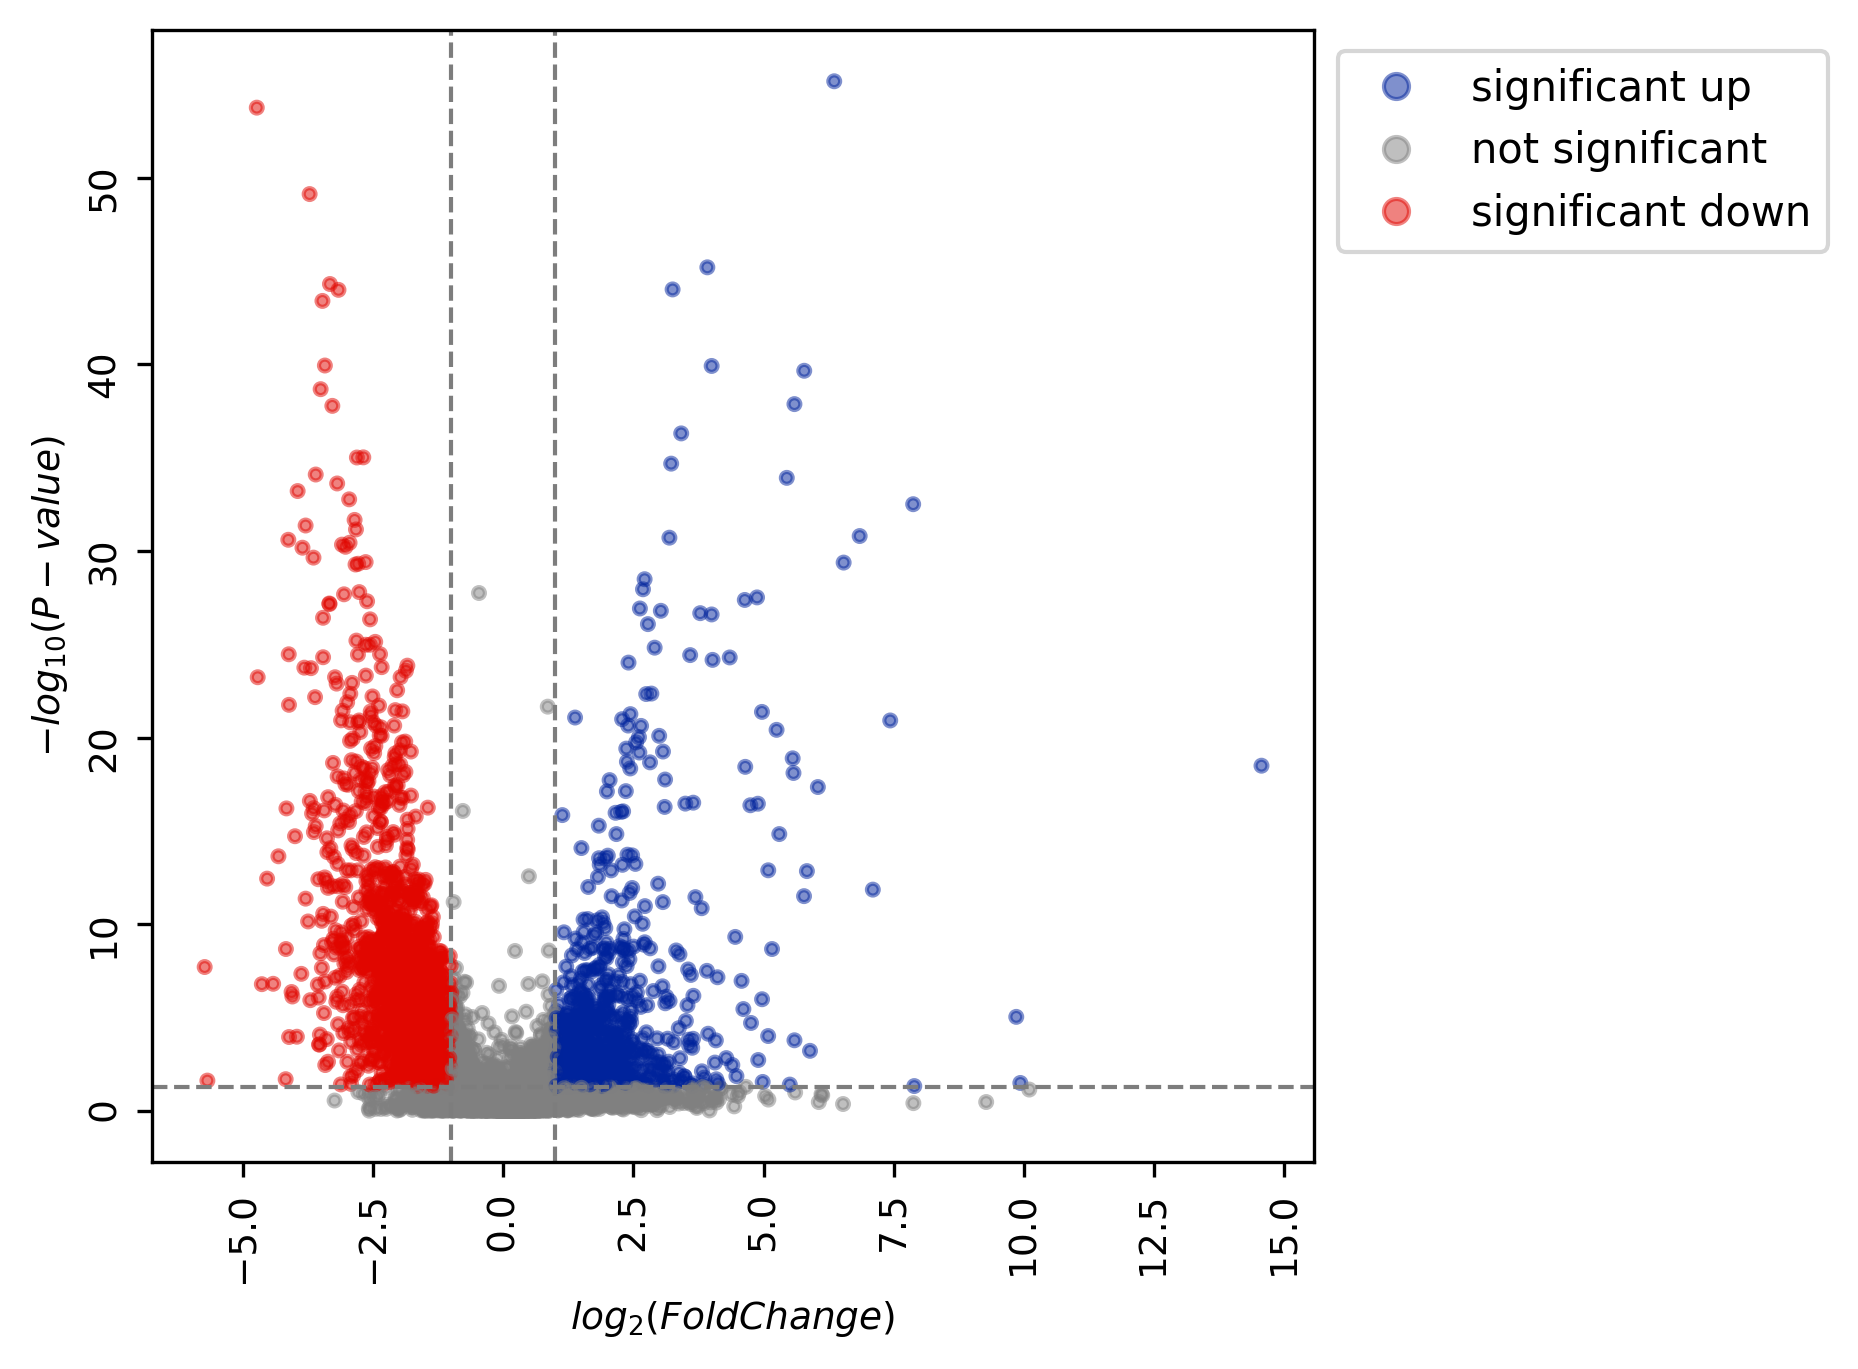 significant up
not significant
significant down
50
40
30
20
10
0
−log₁₀(P − value)
−5.0 −2.5 0.0 2.5 5.0 7.5 10.0 12.5 15.0
log₂(FoldChange)